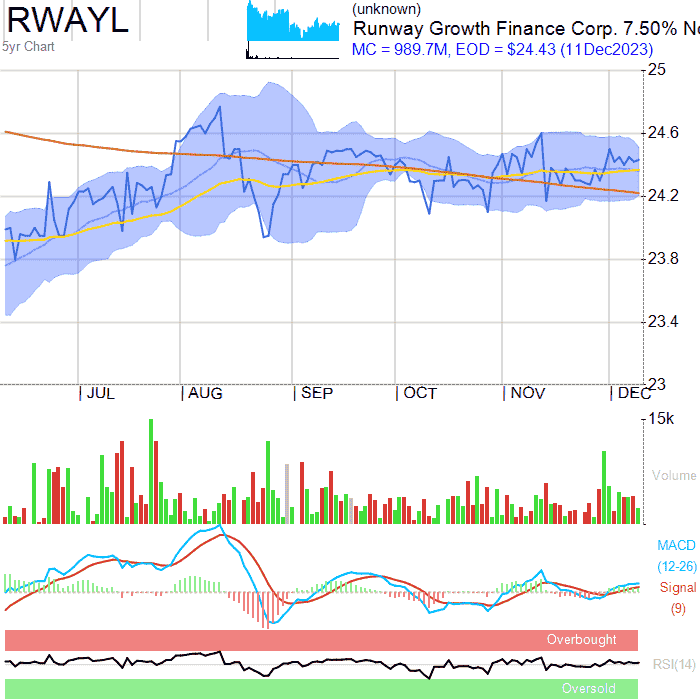 RWAYL
5yr Chart
(unknown)
Runway Growth Finance Corp. 7.50% No
MC = 989.7M, EOD = $24.43 (11Dec2023)
25
24.6
24.2
23.8
23.4
23
JUL
AUG
SEP
OCT
NOV
DEC
15k
Volume
MACD
(12-26)
Signal
(9)
Overbought
RSI(14)
Oversold